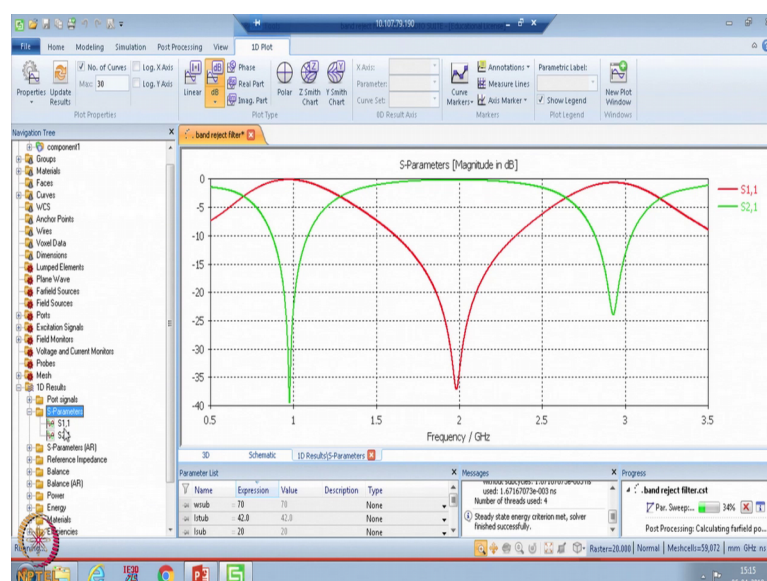 10.107.79.190
File Home Modeling Simulation Post Processing View 1D Plot
Properties Update Results
No. of Curves
Max: 30
Log. X Axis
Log. Y Axis
Plot Properties
Linear dB
Phase
Real Part
Imag. Part
Polar Z Smith Chart Y Smith Chart
Plot Type
X Axis:
Parameter:
Curve Set:
0D Result Axis
Curve Markers
Annotations
Measure Lines
Axis Marker
Markers
Parametric Label:
Show Legend
Plot Legend
New Plot Window
Windows
Navigation Tree X
component1
Groups
Materials
Faces
Curves
WCS
Anchor Points
Wires
Voxel Data
Dimensions
Lumped Elements
Plane Wave
Farfield Sources
Field Sources
Ports
Excitation Signals
Field Monitors
Voltage and Current Monitors
Probes
Mesh
1D Results
Port signals
S-Parameters
S1,1
S-Parameters (AR)
Reference Impedance
Balance
Balance (AR)
Power
Energy
Materials
Efficiencies
band reject filter*
S-Parameters [Magnitude in dB]
S1,1
S2,1
0
-5
-10
-15
-20
-25
-30
-35
-40
0.5 1 1.5 2 2.5 3 3.5
Frequency / GHz
3D Schematic 1D Results\S-Parameters
Parameter List X
Name Expression Value Description Type
wsub = 70 70 None
lstub = 42.0 42.0 None
lsub = 20 20 None
Messages X
used: 1.67167073e-003 ns
Number of threads used: 4
Steady state energy criterion met, solver finished successfully.
Progress
band reject filter.cst
Par. Sweep: 34%
Post Processing: Calculating farfield po...
Raster=20.000 Normal Meshcells=59,072 mm GHz ns
NPTEL
15:15